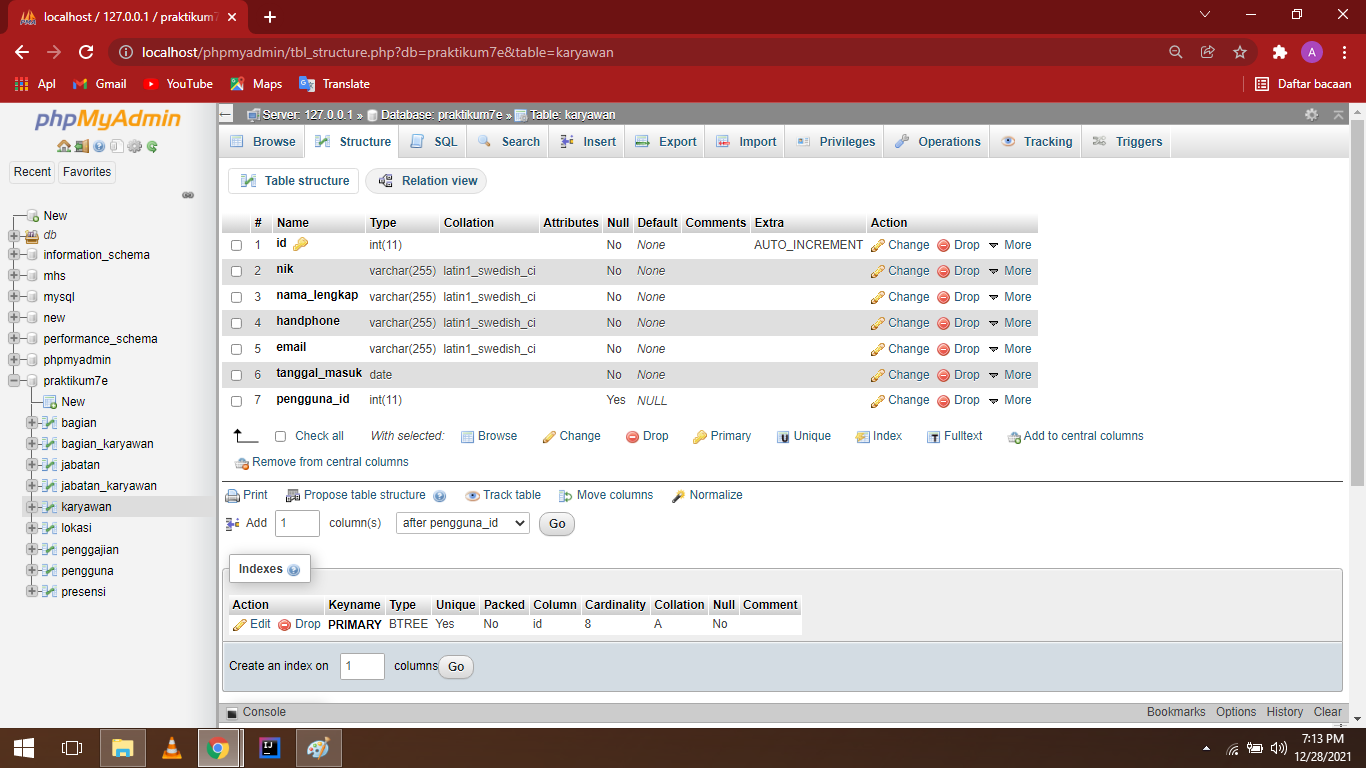 localhost / 127.0.0.1 / praktikum7
localhost/phpmyadmin/tbl_structure.php?db=praktikum7e&table=karyawan
A
Apl Gmail YouTube Maps Translate Daftar bacaan
phpMyAdmin
Recent Favorites
New
db
information_schema
mhs
mysql
new
performance_schema
phpmyadmin
praktikum7e
New
bagian
bagian_karyawan
jabatan
jabatan_karyawan
karyawan
lokasi
penggajian
pengguna
presensi
Server: 127.0.0.1 » Database: praktikum7e » Table: karyawan
Browse Structure SQL Search Insert Export Import Privileges Operations Tracking Triggers
Table structure Relation view
# Name Type Collation Attributes Null Default Comments Extra Action
1 id int(11) No None AUTO_INCREMENT Change Drop More
2 nik varchar(255) latin1_swedish_ci No None Change Drop More
3 nama_lengkap varchar(255) latin1_swedish_ci No None Change Drop More
4 handphone varchar(255) latin1_swedish_ci No None Change Drop More
5 email varchar(255) latin1_swedish_ci No None Change Drop More
6 tanggal_masuk date No None Change Drop More
7 pengguna_id int(11) Yes NULL Change Drop More
Check all With selected: Browse Change Drop Primary Unique Index Fulltext Add to central columns
Remove from central columns
Print Propose table structure Track table Move columns Normalize
Add 1 column(s) after pengguna_id Go
Indexes
Action Keyname Type Unique Packed Column Cardinality Collation Null Comment
Edit Drop PRIMARY BTREE Yes No id 8 A No
Create an index on 1 columns Go
Console Bookmarks Options History Clear
7:13 PM
12/28/2021